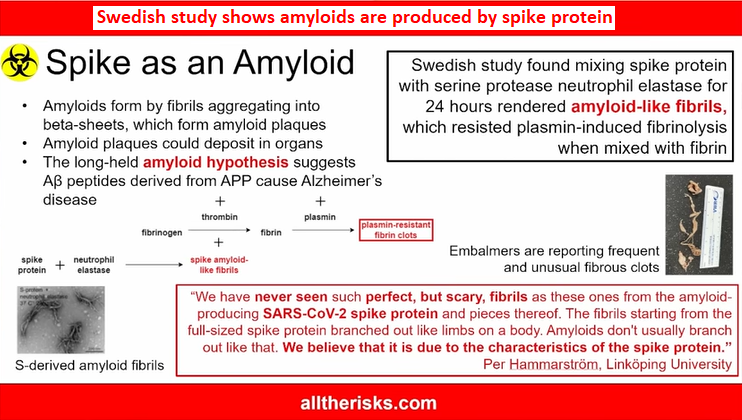 Swedish study shows amyloids are produced by spike protein
Spike as an Amyloid
• Amyloids form by fibrils aggregating into
beta-sheets, which form amyloid plaques
• Amyloid plaques could deposit in organs
• The long-held amyloid hypothesis suggests
Aβ peptides derived from APP cause Alzheimer's
disease
Swedish study found mixing spike protein
with serine protease neutrophil elastase for
24 hours rendered amyloid-like fibrils,
which resisted plasmin-induced fibrinolysis
when mixed with fibrin
+ +
thrombin plasmin
fibrinogen fibrin plasmin-resistant
fibrin clots
+
spike
protein + neutrophil
elastase spike amyloid-
like fibrils
Embalmers are reporting frequent
and unusual fibrous clots
S-protein +
neutrophil elastase
S-derived amyloid fibrils
"We have never seen such perfect, but scary, fibrils as these ones from the amyloid-
producing SARS-CoV-2 spike protein and pieces thereof. The fibrils starting from the
full-sized spike protein branched out like limbs on a body. Amyloids don't usually branch
out like that. We believe that it is due to the characteristics of the spike protein."
Per Hammarström, Linköping University
alltherisks.com